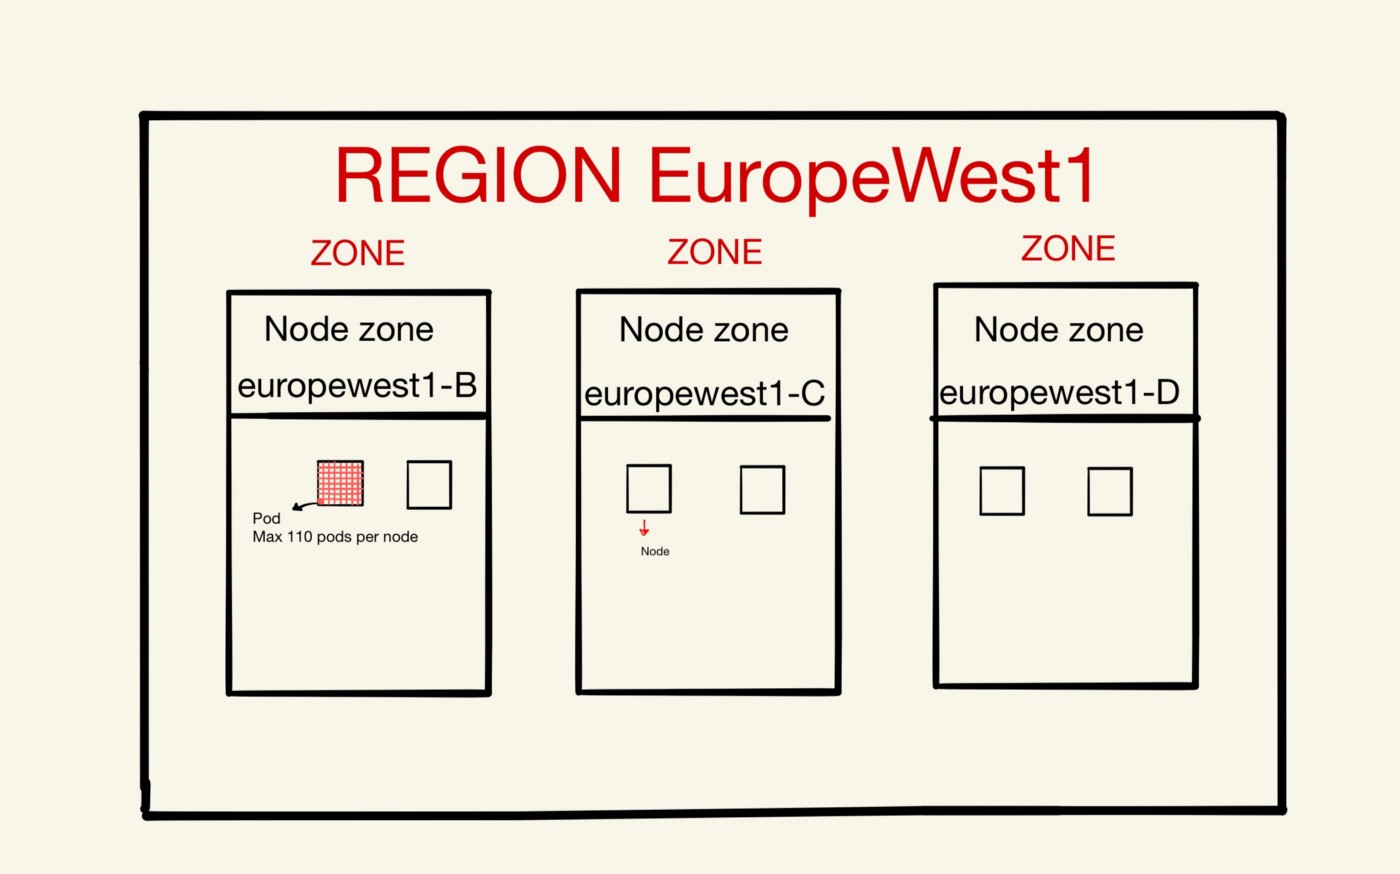 REGION EuropeWest1
ZONE
ZONE
ZONE
Node zone
europewest1-B
Node zone
europewest1-C
Node zone
europewest1-D
Pod
Max 110 pods per node
Node